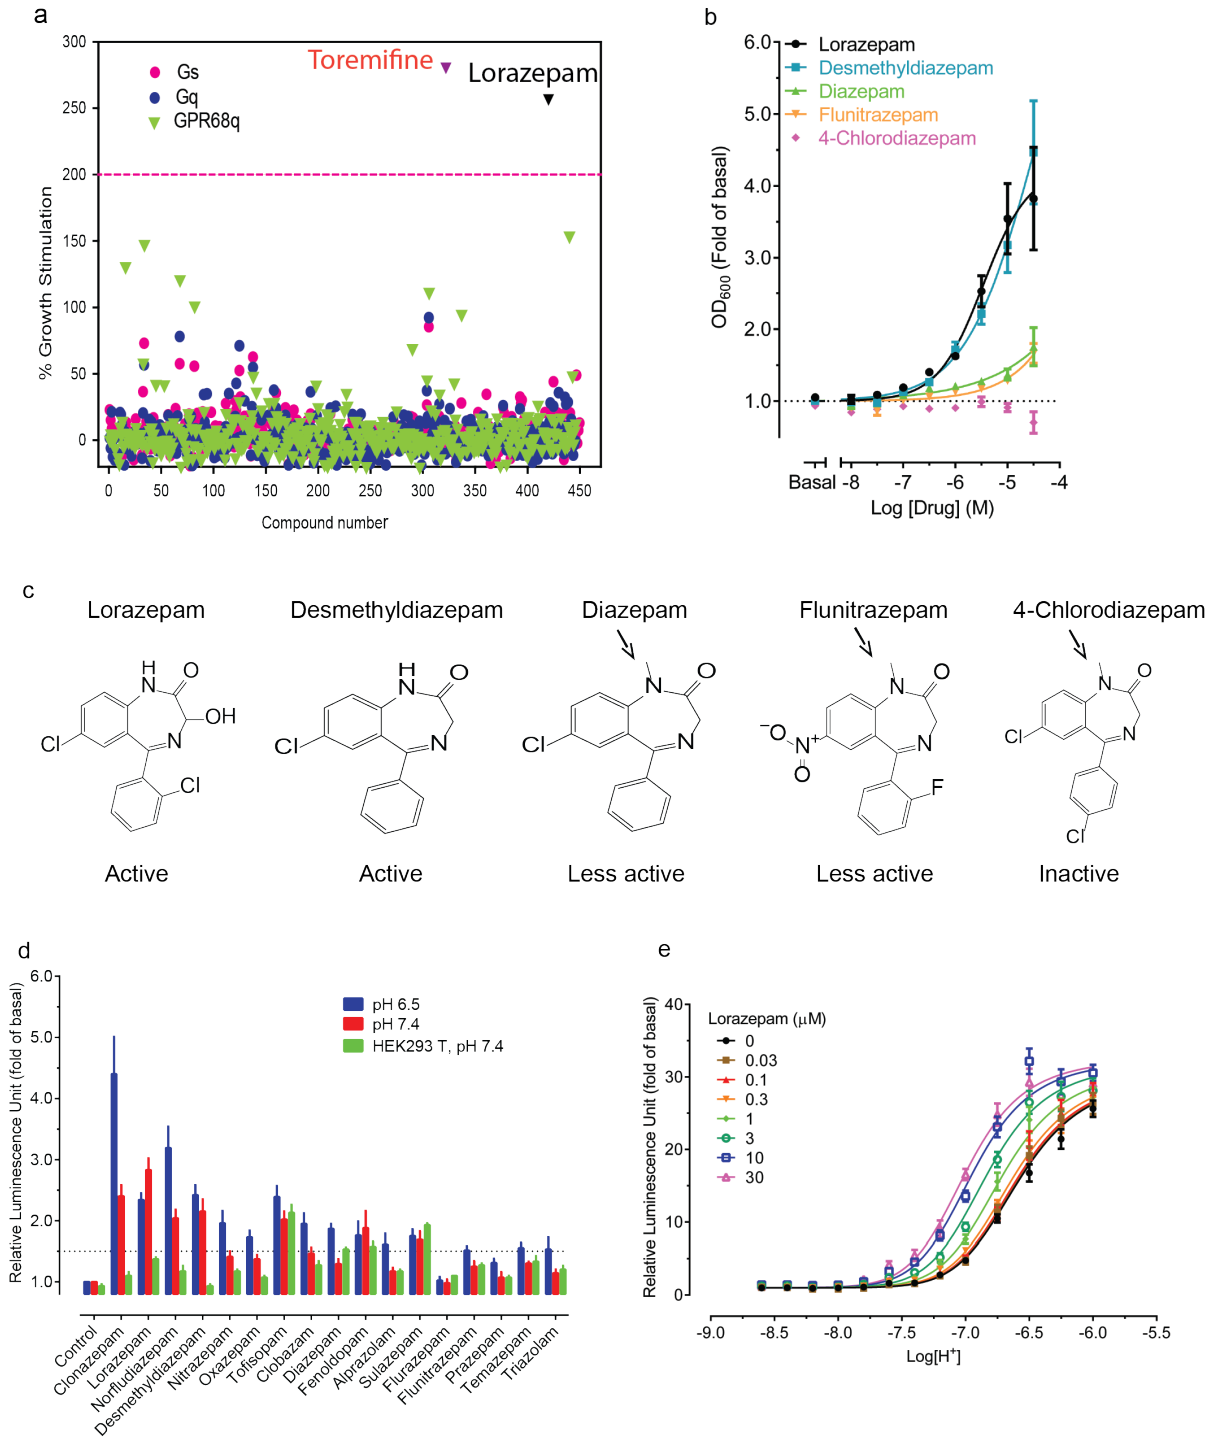 a
300
250
200
150
100
50
0
% Growth Stimulation
Gs
Gq
GPR68q
Toremifine
Lorazepam
0 50 100 150 200 250 300 350 400 450
Compound number
b
6.0
5.0
4.0
3.0
2.0
1.0
OD600 (Fold of basal)
Lorazepam
Desmethyldiazepam
Diazepam
Flunitrazepam
4-Chlorodiazepam
Basal -8 -7 -6 -5 -4
Log [Drug] (M)
c
Lorazepam Desmethyldiazepam Diazepam Flunitrazepam 4-Chlorodiazepam
H
N
O
OH
N
Cl
Cl
H
N
O
N
Cl
N
O
N
Cl
N
O
N
−O
N+
O
F
N
O
N
Cl
Cl
Active Active Less active Less active Inactive
d
6.0
5.0
4.0
3.0
2.0
1.0
Relative Luminescence Unit (fold of basal)
pH 6.5
pH 7.4
HEK293 T, pH 7.4
Control
Clonazepam
Lorazepam
Norfludiazepam
Desmethyldiazepam
Nitrazepam
Oxazepam
Tofisopam
Clobazam
Diazepam
Fenoldopam
Alprazolam
Sulazepam
Flurazepam
Flunitrazepam
Prazepam
Temazepam
Triazolam
e
40
30
20
10
0
Relative Luminescence Unit (fold of basal)
Lorazepam (μM)
0
0.03
0.1
0.3
1
3
10
30
-9.0 -8.5 -8.0 -7.5 -7.0 -6.5 -6.0 -5.5
Log[H+]